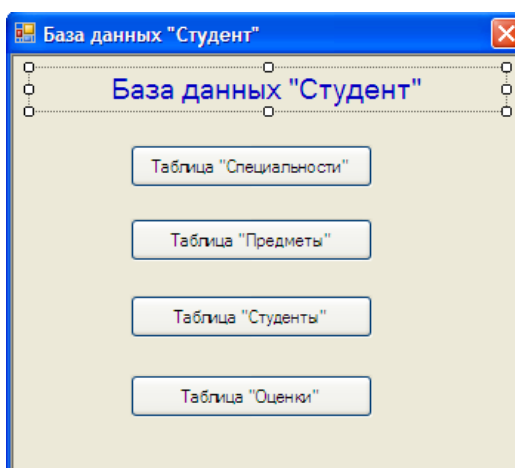 База данных "Студент"
База данных "Студент"
Таблица "Специальности"
Таблица "Предметы"
Таблица "Студенты"
Таблица "Оценки"